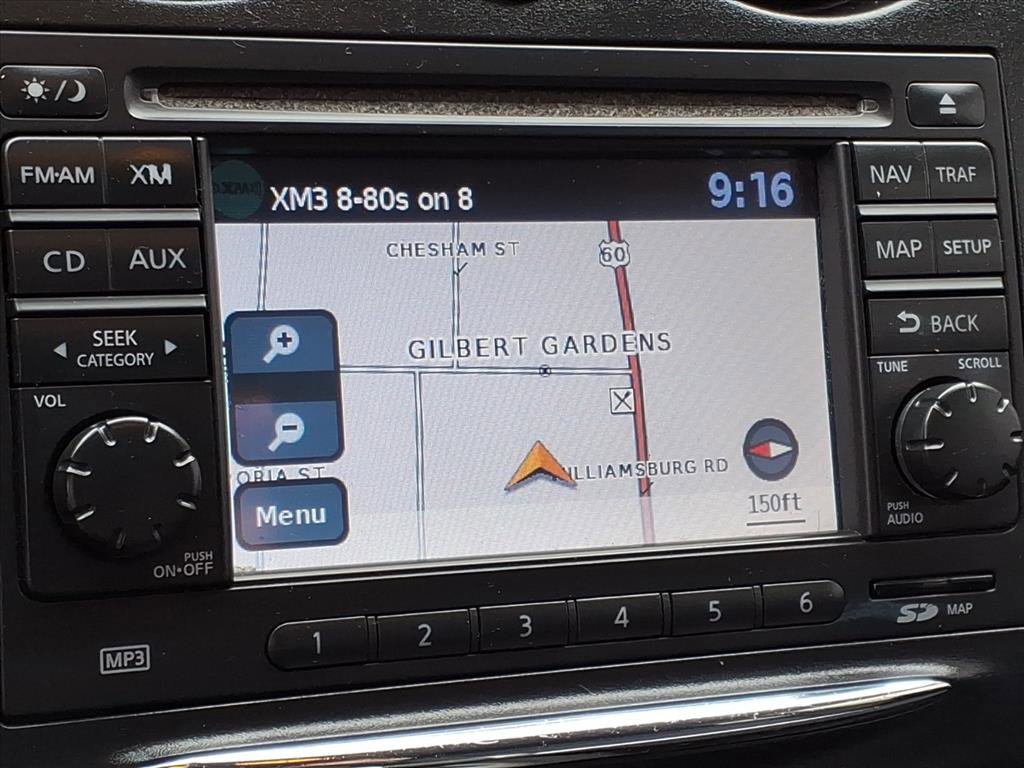 FM·AM
XM
CD
AUX
SEEK
CATEGORY
VOL
PUSH
ON·OFF
MP3
XM
XM3 8-80s on 8
9:16
CHESHAM ST
60
GILBERT GARDENS
ORIA ST
ILLIAMSBURG RD
Menu
150ft
NAV
TRAF
MAP
SETUP
BACK
TUNE
SCROLL
PUSH
AUDIO
1
2
3
4
5
6
SD
MAP